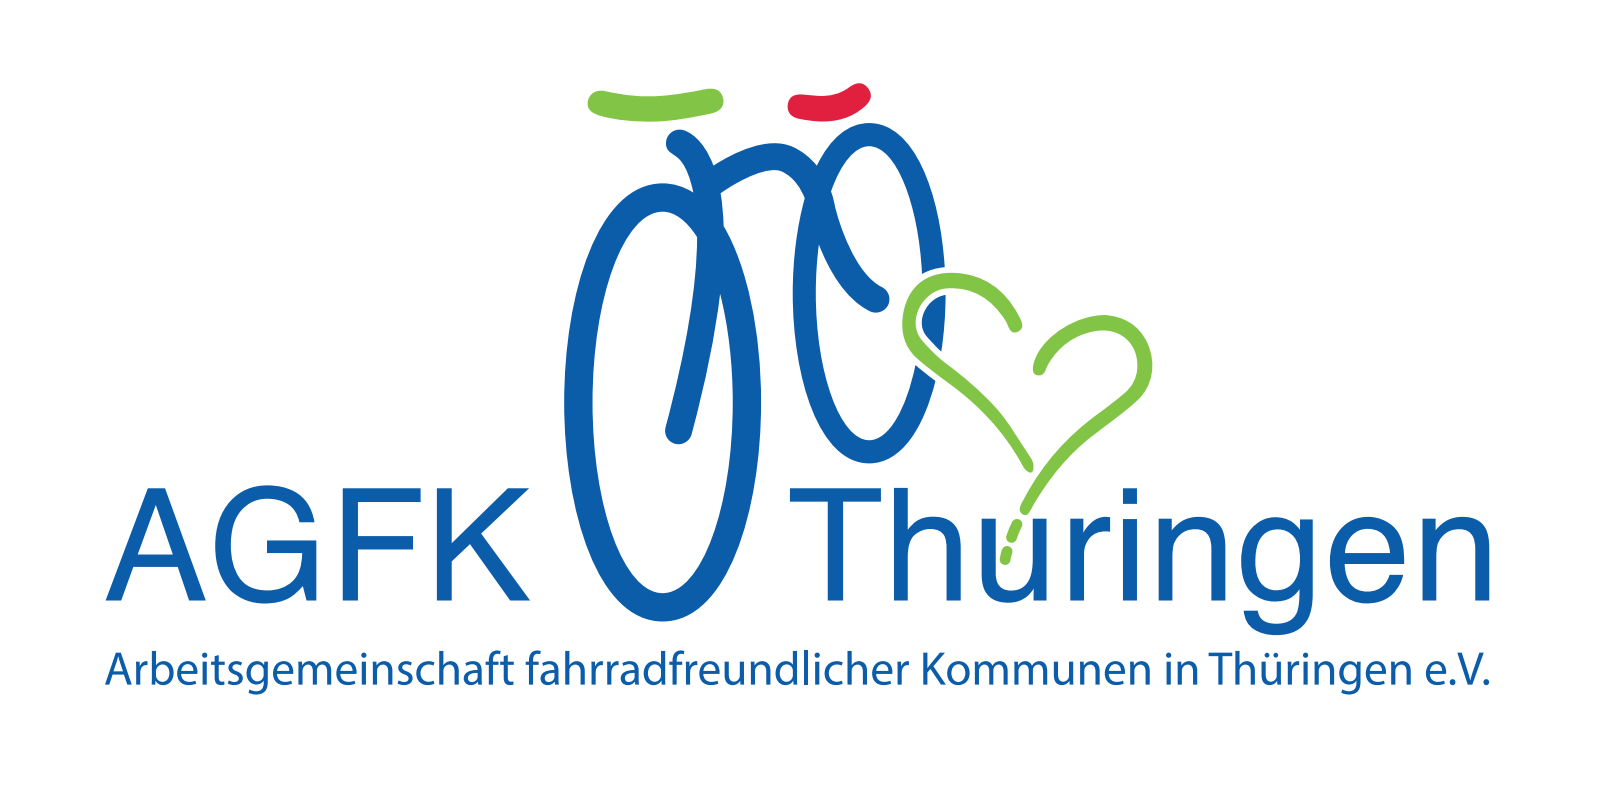 AGFK Thüringen
Arbeitsgemeinschaft fahrradfreundlicher Kommunen in Thüringen e.V.